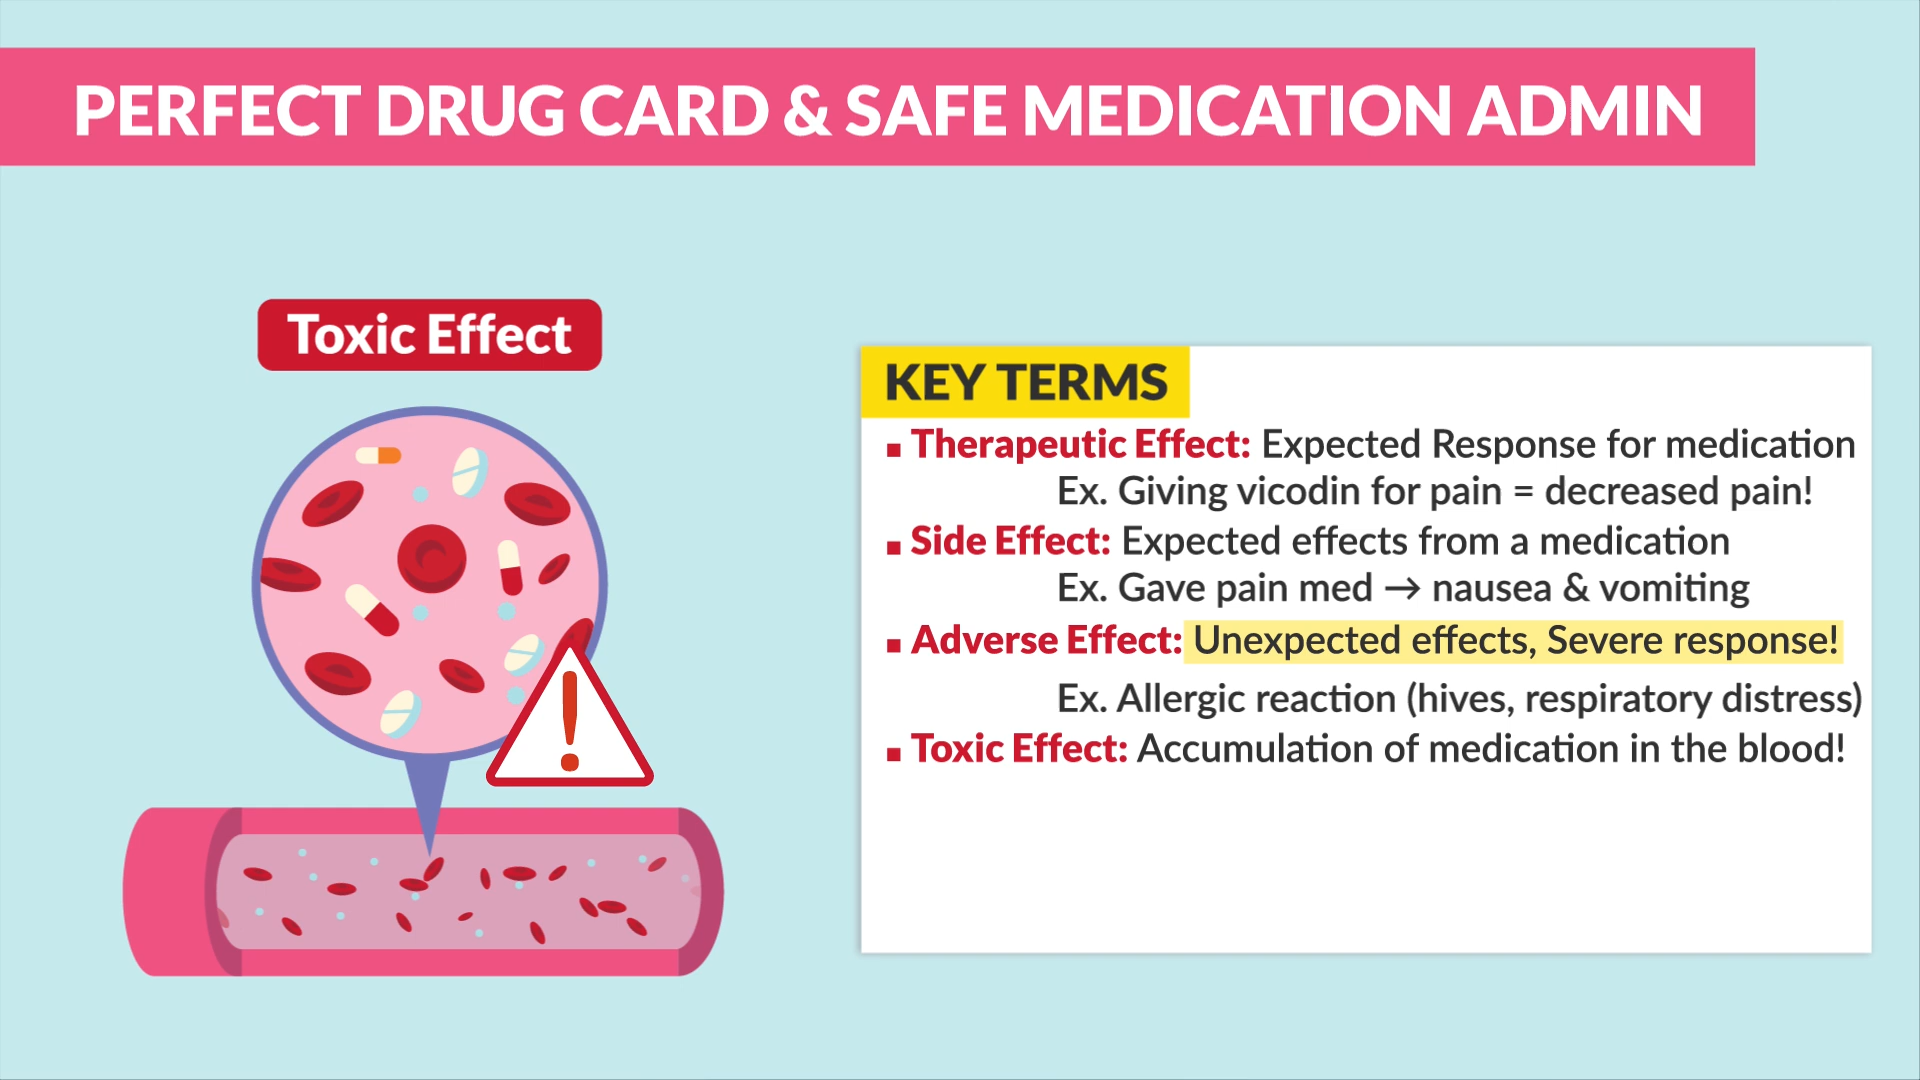 PERFECT DRUG CARD & SAFE MEDICATION ADMIN
Toxic Effect
KEY TERMS
▪ Therapeutic Effect: Expected Response for medication
Ex. Giving vicodin for pain = decreased pain!
▪ Side Effect: Expected effects from a medication
Ex. Gave pain med → nausea & vomiting
▪ Adverse Effect: Unexpected effects, Severe response!
Ex. Allergic reaction (hives, respiratory distress)
▪ Toxic Effect: Accumulation of medication in the blood!